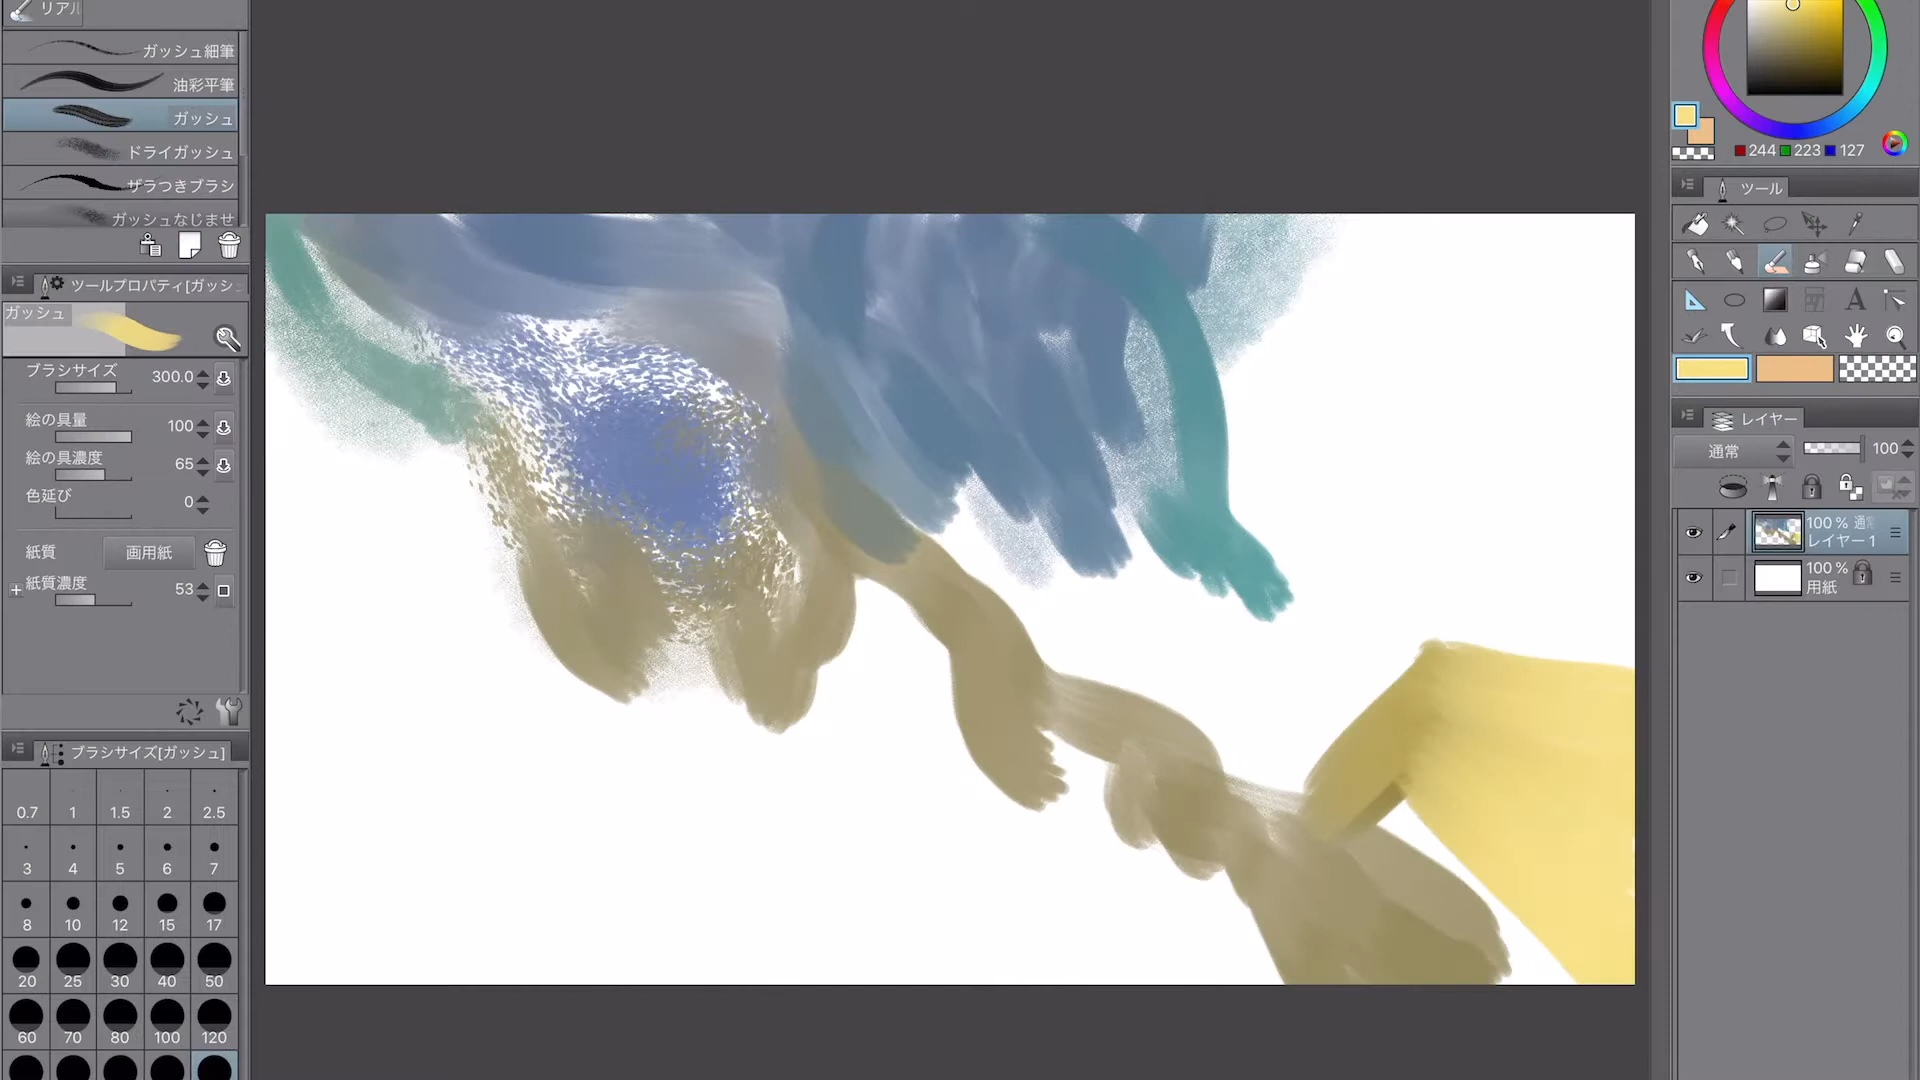 リアル
ガッシュ細筆
油彩平筆
ガッシュ
ドライガッシュ
ザラつきブラシ
ガッシュなじませ
ツールプロパティ[ガッシ
ガッシュ
ブラシサイズ 300.0
絵の具量 100
絵の具濃度 65
色延び 0
紙質 画用紙
紙質濃度 53
ブラシサイズ[ガッシュ]
0.7 1 1.5 2 2.5
3 4 5 6 7
8 10 12 15 17
20 25 30 40 50
60 70 80 100 120
244 223 127
ツール
A
レイヤー
通常 100
100 % 通常
レイヤー 1
100 %
用紙